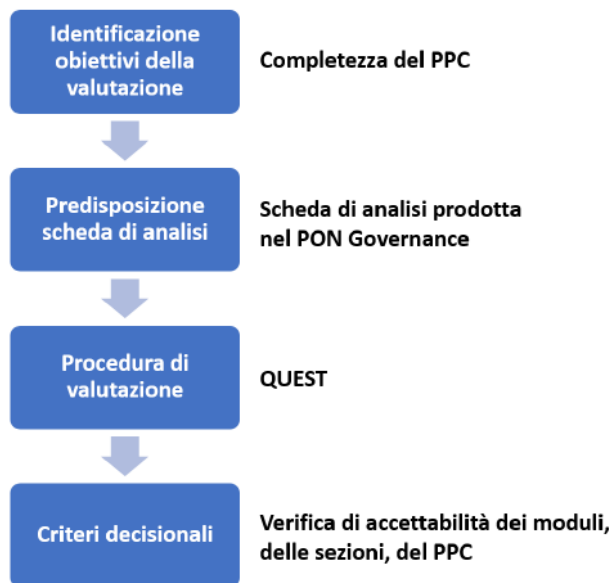 Identificazione
obiettivi della
valutazione
Completezza del PPC
Predisposizione
scheda di analisi
Scheda di analisi prodotta
nel PON Governance
Procedura di
valutazione
QUEST
Criteri decisionali
Verifica di accettabilità dei moduli,
delle sezioni, del PPC